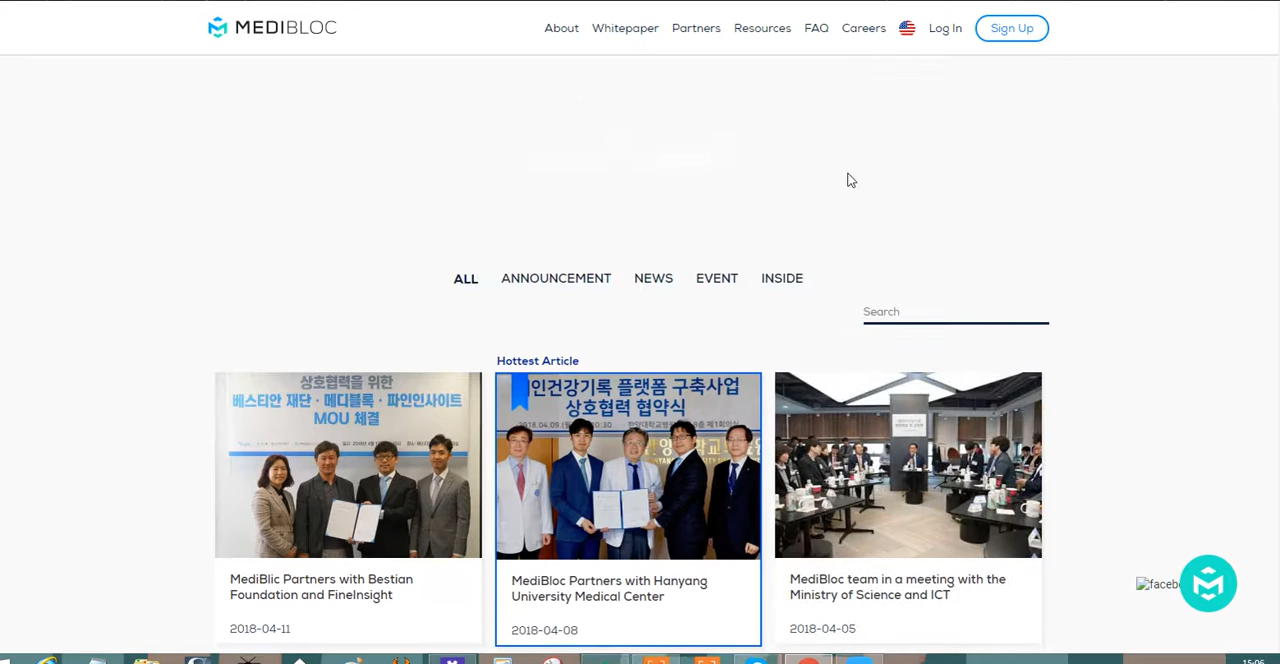 MEDIBLOC
About Whitepaper Partners Resources FAQ Careers Log In Sign Up
ALL ANNOUNCEMENT NEWS EVENT INSIDE
Search
Hottest Article
상호협력을 위한
베스티안 재단 · 메디블록 · 파인인사이트
MOU 체결
MediBlic Partners with Bestian
Foundation and FineInsight
2018-04-11
인건강기록 플랫폼 구축사업
상호협력 협약식
MediBloc Partners with Hanyang
University Medical Center
2018-04-08
MediBloc team in a meeting with the
Ministry of Science and ICT
2018-04-05
15:06